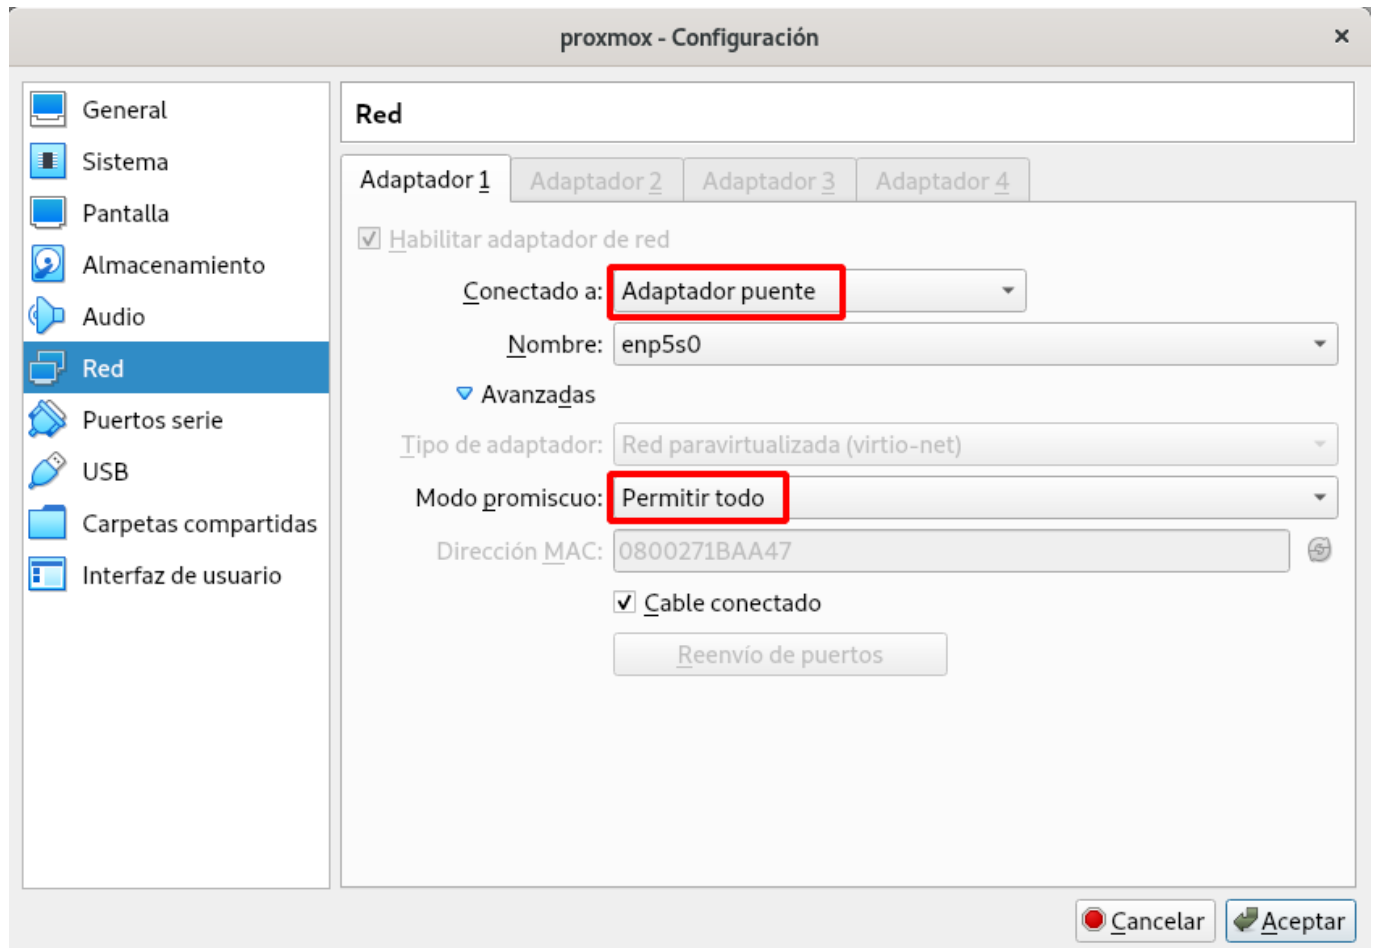 proxmox - Configuración
General
Sistema
Pantalla
Almacenamiento
Audio
Red
Puertos serie
USB
Carpetas compartidas
Interfaz de usuario
Red
Adaptador 1 Adaptador 2 Adaptador 3 Adaptador 4
Habilitar adaptador de red
Conectado a: Adaptador puente
Nombre: enp5s0
Avanzadas
Tipo de adaptador: Red paravirtualizada (virtio-net)
Modo promiscuo: Permitir todo
Dirección MAC: 0800271BAA47
Cable conectado
Reenvío de puertos
Cancelar Aceptar